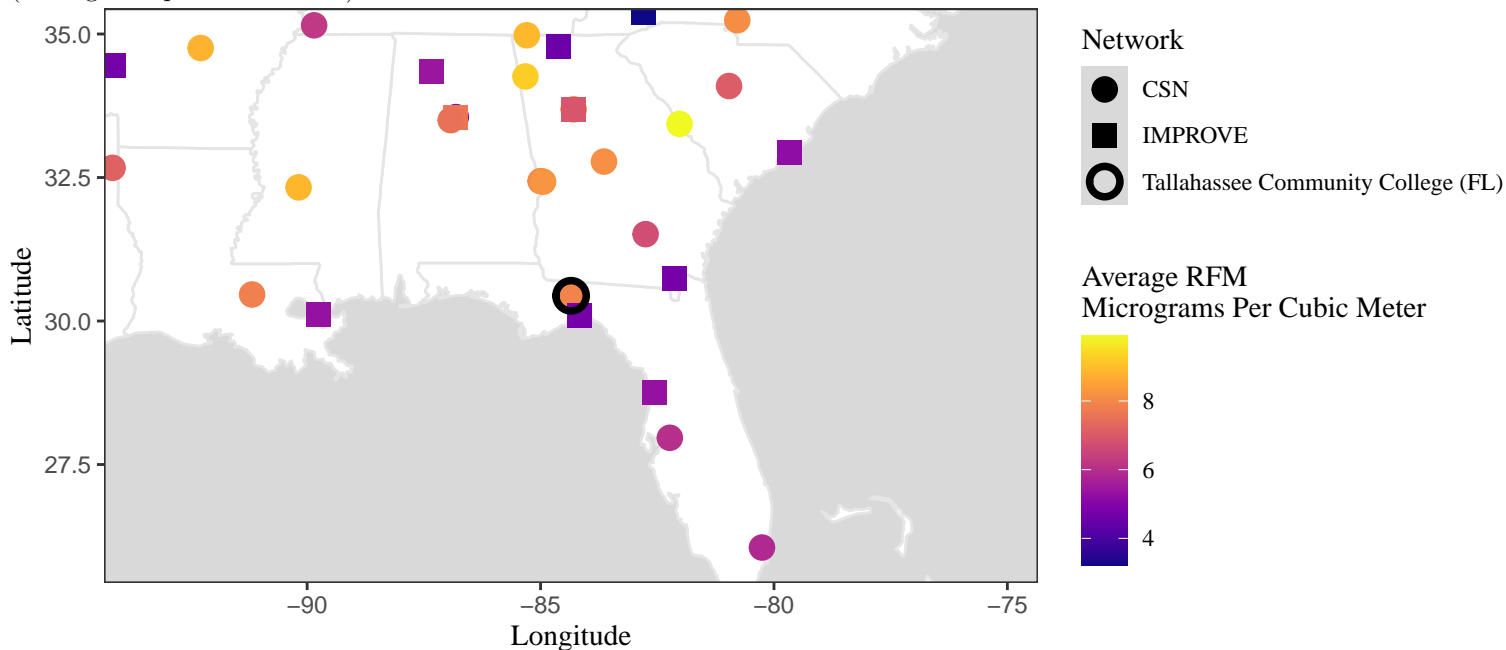 35.0
32.5
30.0
27.5
Latitude
−90
−85
−80
−75
Longitude
Network
CSN
IMPROVE
Tallahassee Community College (FL)
Average RFM
Micrograms Per Cubic Meter
8
6
4